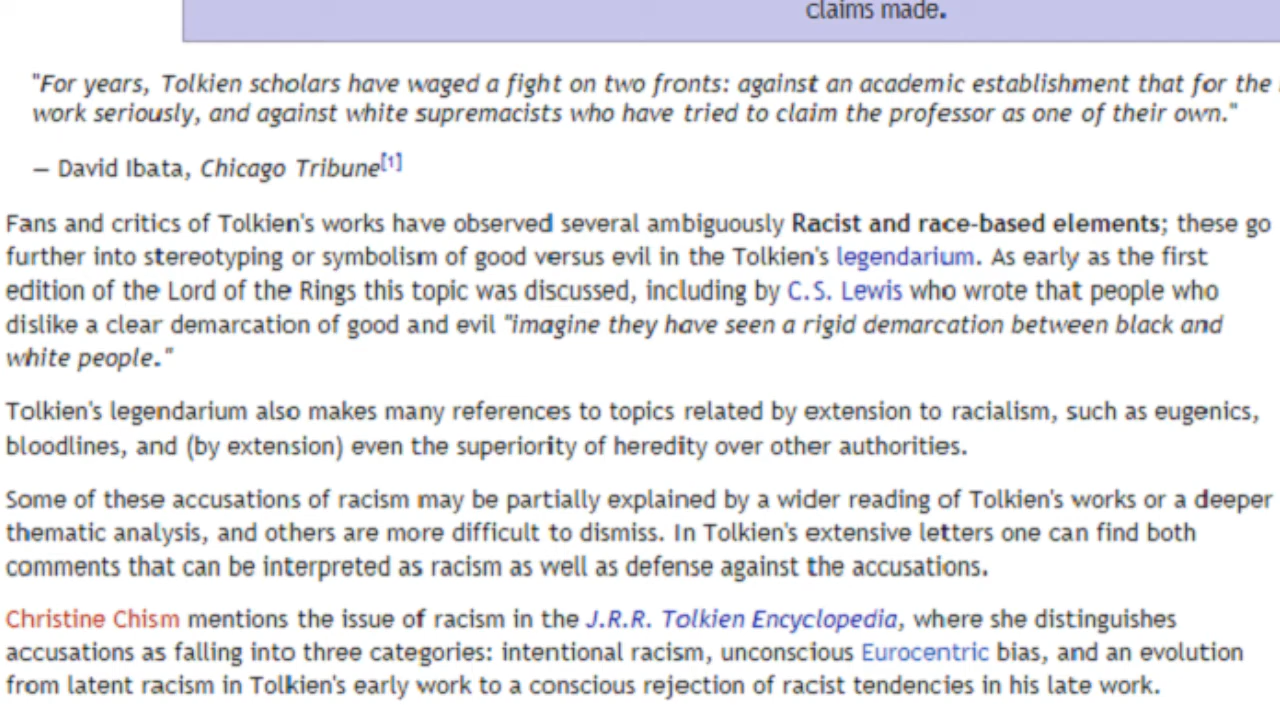 claims made.
"For years, Tolkien scholars have waged a fight on two fronts: against an academic establishment that for the
work seriously, and against white supremacists who have tried to claim the professor as one of their own."
— David Ibata, Chicago Tribune[1]
Fans and critics of Tolkien's works have observed several ambiguously Racist and race-based elements; these go
further into stereotyping or symbolism of good versus evil in the Tolkien's legendarium. As early as the first
edition of the Lord of the Rings this topic was discussed, including by C.S. Lewis who wrote that people who
dislike a clear demarcation of good and evil "imagine they have seen a rigid demarcation between black and
white people."
Tolkien's legendarium also makes many references to topics related by extension to racialism, such as eugenics,
bloodlines, and (by extension) even the superiority of heredity over other authorities.
Some of these accusations of racism may be partially explained by a wider reading of Tolkien's works or a deeper
thematic analysis, and others are more difficult to dismiss. In Tolkien's extensive letters one can find both
comments that can be interpreted as racism as well as defense against the accusations.
Christine Chism mentions the issue of racism in the J.R.R. Tolkien Encyclopedia, where she distinguishes
accusations as falling into three categories: intentional racism, unconscious Eurocentric bias, and an evolution
from latent racism in Tolkien's early work to a conscious rejection of racist tendencies in his late work.